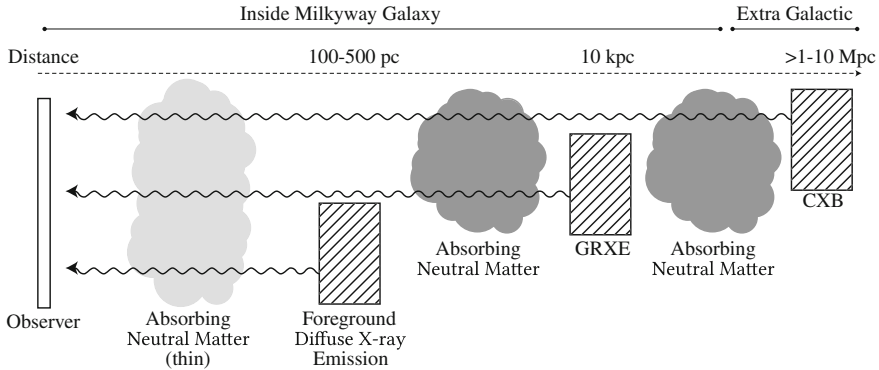 Inside Milkyway Galaxy
Extra Galactic
Distance
100-500 pc
10 kpc
>1-10 Mpc
CXB
Absorbing
Neutral Matter
GRXE
Absorbing
Neutral Matter
Observer
Absorbing
Neutral Matter
(thin)
Foreground
Diffuse X-ray
Emission